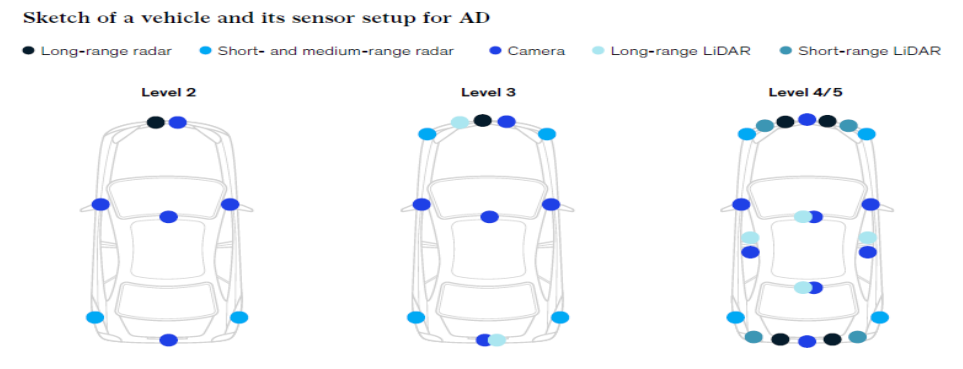 Sketch of a vehicle and its sensor setup for AD
Long-range radar Short- and medium-range radar Camera Long-range LiDAR Short-range LiDAR
Level 2 Level 3 Level 4/5